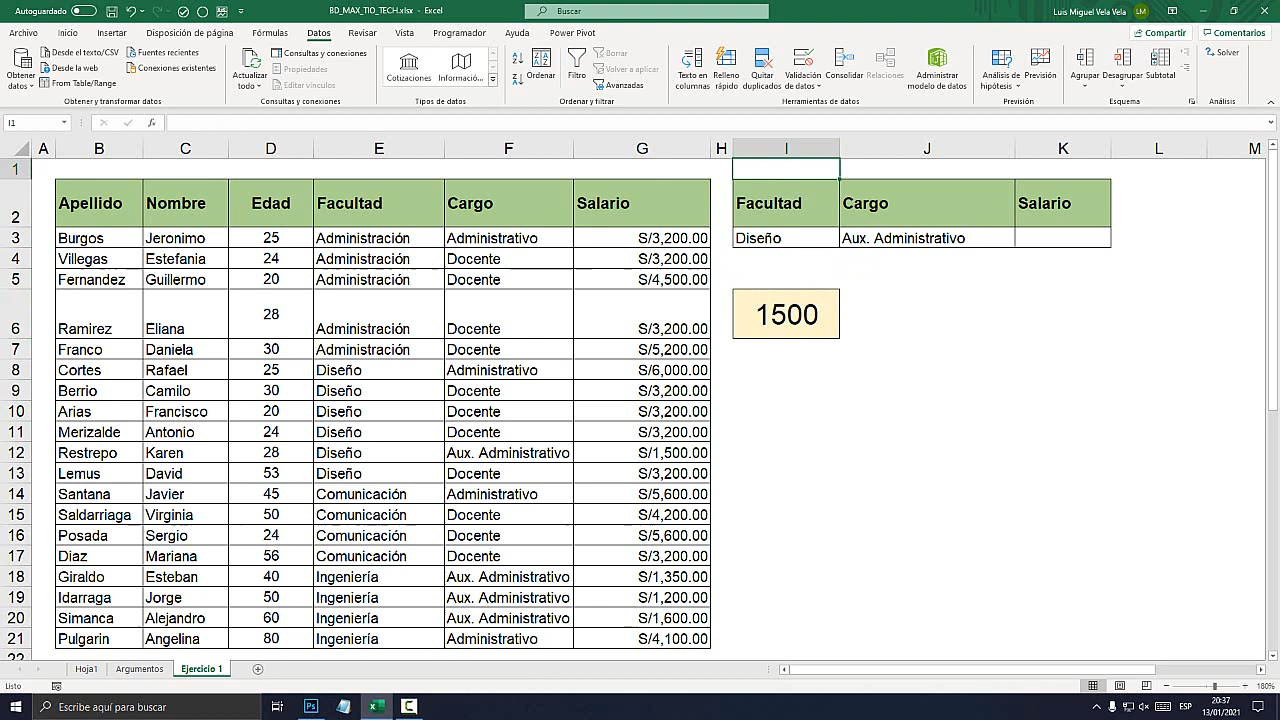 Autoguardado
BD_MAX_TIO_TECH.xlsx - Excel
Buscar
Luis Miguel Vela Vela
LM
Archivo Inicio Insertar Disposición de página Fórmulas Datos Revisar Vista Programador Ayuda Power Pivot
Compartir
Comentarios
Obtener datos
Desde el texto/CSV
Desde la web
From Table/Range
Fuentes recientes
Conexiones existentes
Obtener y transformar datos
Actualizar todo
Consultas y conexiones
Propiedades
Editar vínculos
Consultas y conexiones
Cotizaciones
Informació...
Tipos de datos
Ordenar
Filtro
Borrar
Volver a aplicar
Avanzadas
Ordenar y filtrar
Texto en columnas
Relleno rápido
Quitar duplicados
Validación de datos
Consolidar
Relaciones
Administrar modelo de datos
Herramientas de datos
Análisis de hipótesis
Previsión
Previsión
Agrupar
Desagrupar
Subtotal
Esquema
Solver
Análisis
I1
fx
A B C D E F G H I J K L M
1
2 Apellido Nombre Edad Facultad Cargo Salario Facultad Cargo Salario
3 Burgos Jeronimo 25 Administración Administrativo S/3,200.00 Diseño Aux. Administrativo
4 Villegas Estefania 24 Administración Docente S/3,200.00
5 Fernandez Guillermo 20 Administración Docente S/4,500.00
6 Ramirez Eliana 28 Administración Docente S/3,200.00 1500
7 Franco Daniela 30 Administración Docente S/5,200.00
8 Cortes Rafael 25 Diseño Administrativo S/6,000.00
9 Berrio Camilo 30 Diseño Docente S/3,200.00
10 Arias Francisco 20 Diseño Docente S/3,200.00
11 Merizalde Antonio 24 Diseño Docente S/3,200.00
12 Restrepo Karen 28 Diseño Aux. Administrativo S/1,500.00
13 Lemus David 53 Diseño Docente S/3,200.00
14 Santana Javier 45 Comunicación Administrativo S/5,600.00
15 Saldarriaga Virginia 50 Comunicación Docente S/4,200.00
16 Posada Sergio 24 Comunicación Docente S/5,600.00
17 Diaz Mariana 56 Comunicación Docente S/3,200.00
18 Giraldo Esteban 40 Ingeniería Aux. Administrativo S/1,350.00
19 Idarraga Jorge 50 Ingeniería Aux. Administrativo S/1,200.00
20 Simanca Alejandro 60 Ingeniería Aux. Administrativo S/1,600.00
21 Pulgarin Angelina 80 Ingeniería Administrativo S/4,100.00
22
Hoja1 Argumentos Ejercicio 1
Listo
180%
Escribe aquí para buscar
ESP
20:37
13/01/2021